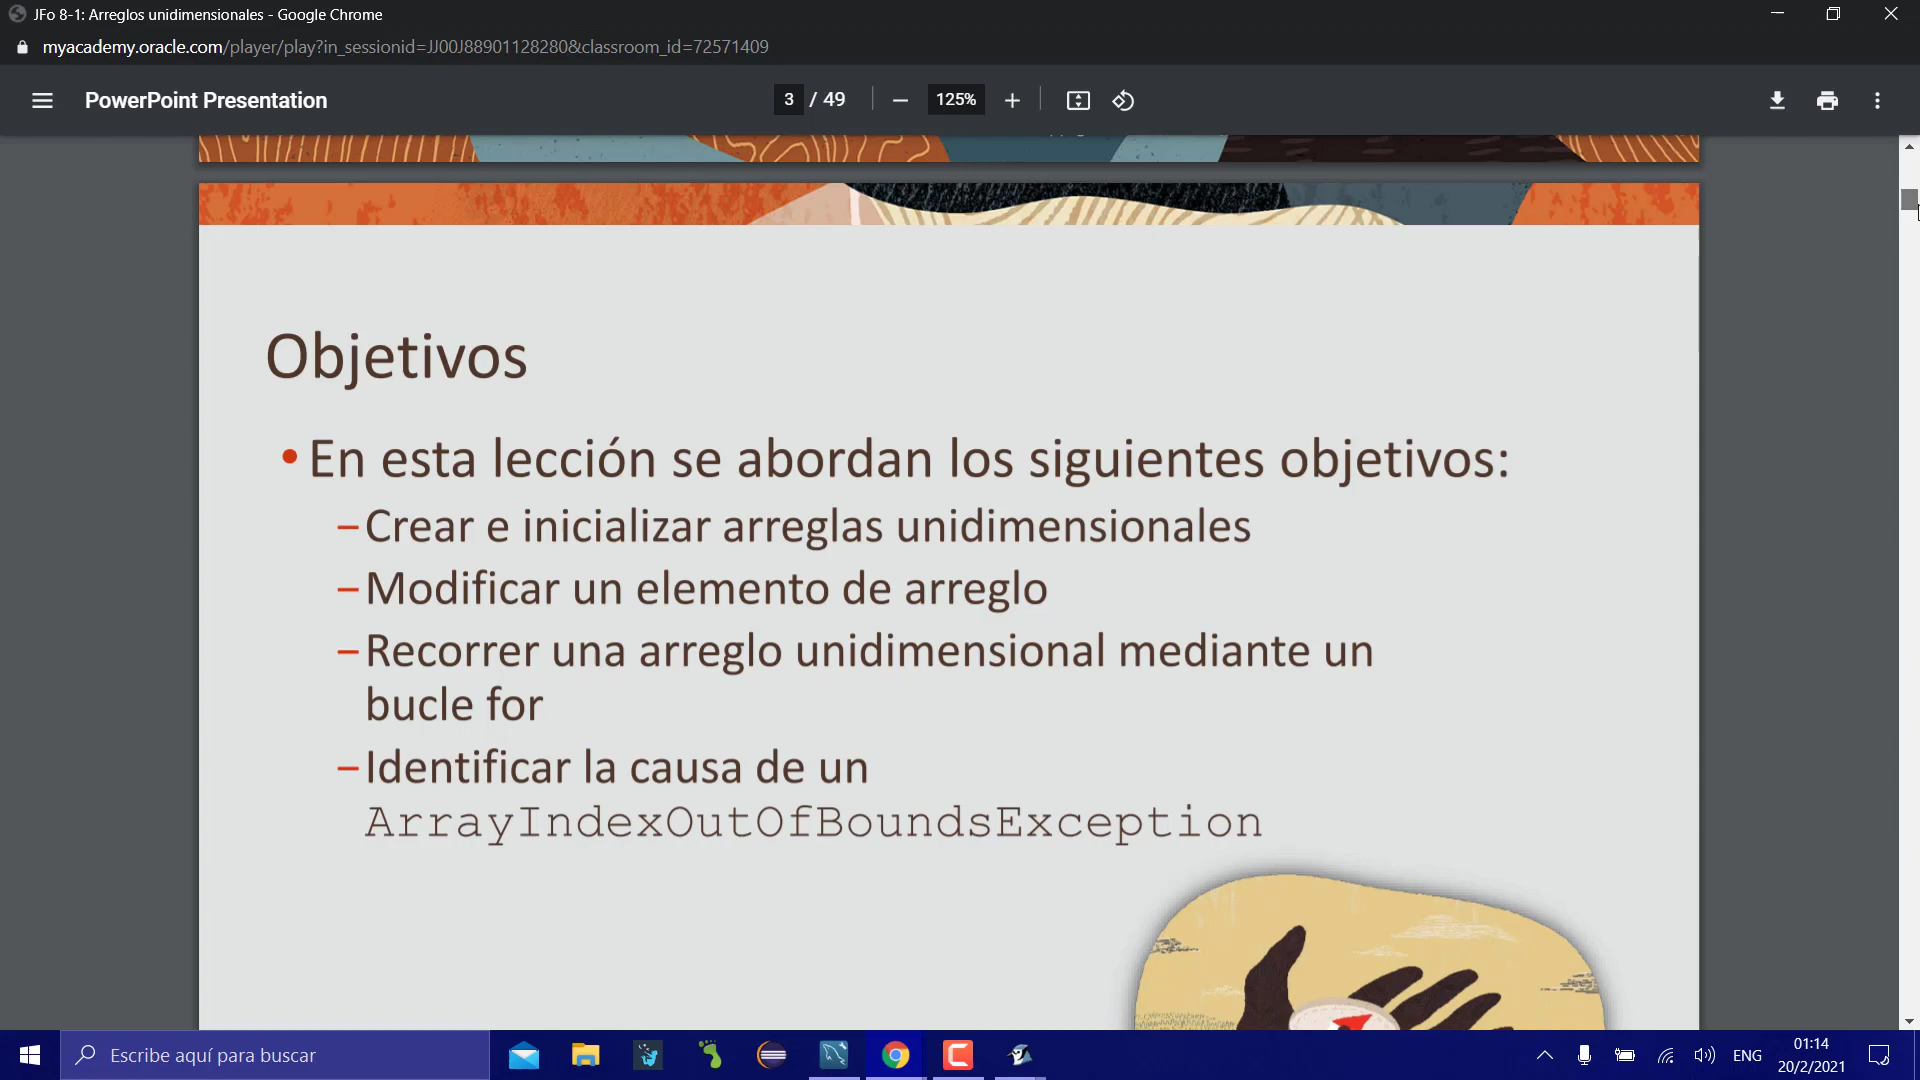 JFo 8-1: Arreglos unidimensionales - Google Chrome
myacademy.oracle.com/player/play?in_sessionid=JJ00J88901128280&classroom_id=72571409
PowerPoint Presentation
3 / 49
125%
Objetivos
• En esta lección se abordan los siguientes objetivos:
–Crear e inicializar arreglas unidimensionales
–Modificar un elemento de arreglo
–Recorrer una arreglo unidimensional mediante un
bucle for
–Identificar la causa de un
ArrayIndexOutOfBoundsException
Escribe aquí para buscar
ENG
01:14
20/2/2021